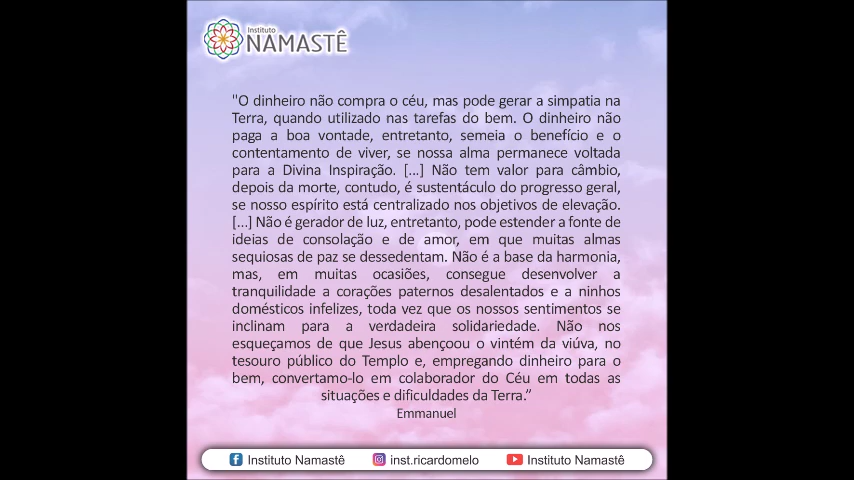 Instituto
NAMASTÊ
"O dinheiro não compra o céu, mas pode gerar a simpatia na
Terra, quando utilizado nas tarefas do bem. O dinheiro não
paga a boa vontade, entretanto, semeia o benefício e o
contentamento de viver, se nossa alma permanece voltada
para a Divina Inspiração. [...] Não tem valor para câmbio,
depois da morte, contudo, é sustentáculo do progresso geral,
se nosso espírito está centralizado nos objetivos de elevação.
[...] Não é gerador de luz, entretanto, pode estender a fonte de
ideias de consolação e de amor, em que muitas almas
sequiosas de paz se dessedentam. Não é a base da harmonia,
mas, em muitas ocasiões, consegue desenvolver a
tranquilidade a corações paternos desalentados e a ninhos
domésticos infelizes, toda vez que os nossos sentimentos se
inclinam para a verdadeira solidariedade. Não nos
esqueçamos de que Jesus abençoou o vintém da viúva, no
tesouro público do Templo e, empregando dinheiro para o
bem, convertamo-lo em colaborador do Céu em todas as
situações e dificuldades da Terra.”
Emmanuel
Instituto Namastê inst.ricardomelo Instituto Namastê